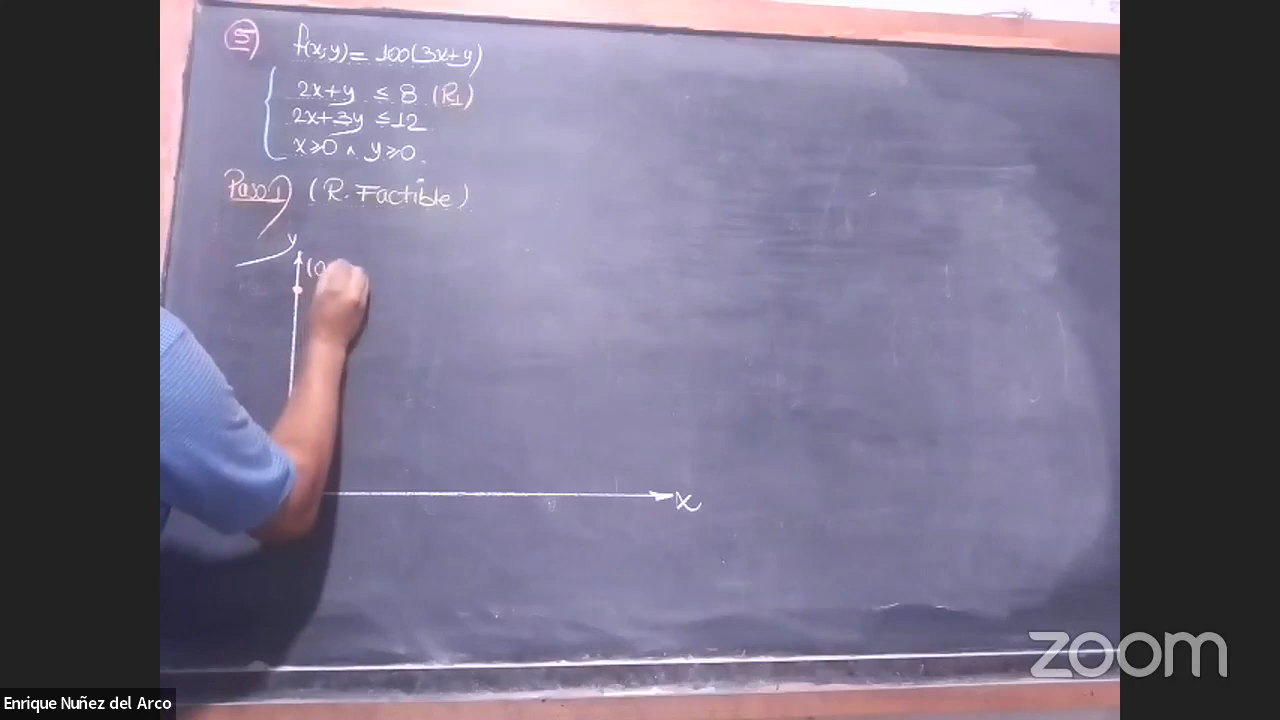 5)
f(x;y) = 100(3x+y)
2x+y ≤ 8 (R1)
2x+3y ≤ 12
x≥0 ∧ y≥0.
Paso 1 (R. Factible)
y
(0
x
zoom
Enrique Nuñez del Arco